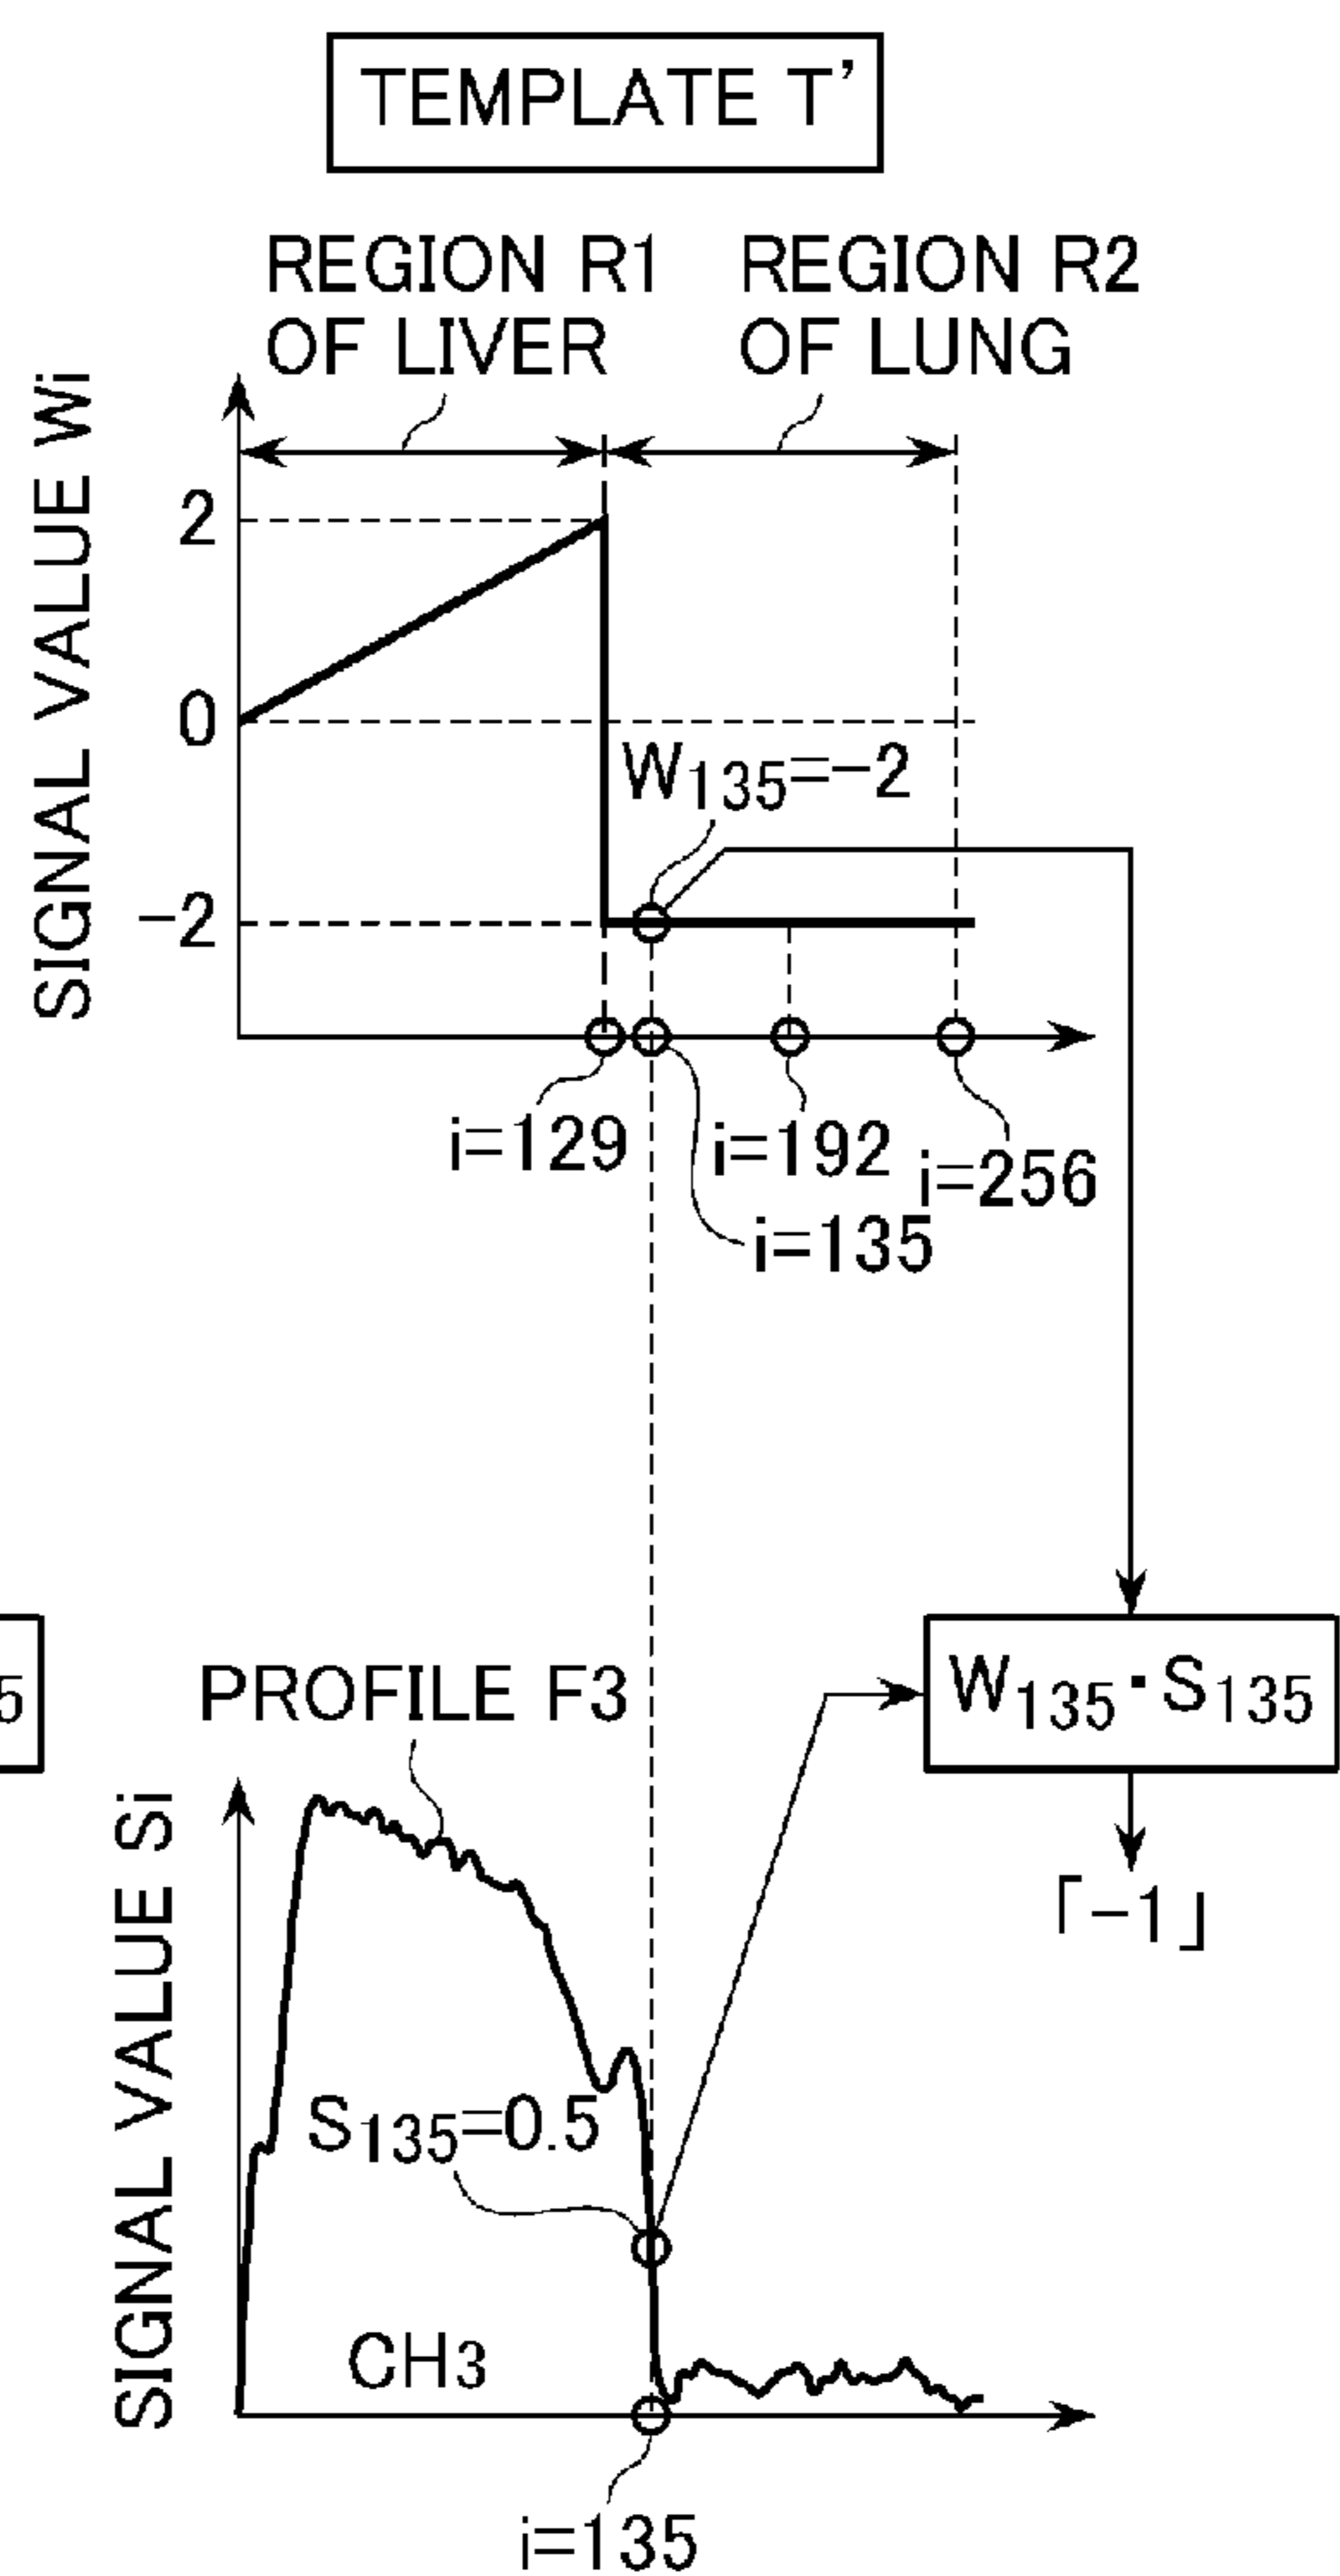 TEMPLATE T’
REGION R1
OF LIVER
REGION R2
OF LUNG
SIGNAL VALUE Wi
2
0
-2
W135=-2
i=129
i=192
i=256
i=135
5
PROFILE F3
W135・S135
「-1」
SIGNAL VALUE Si
S135=0.5
CH3
i=135